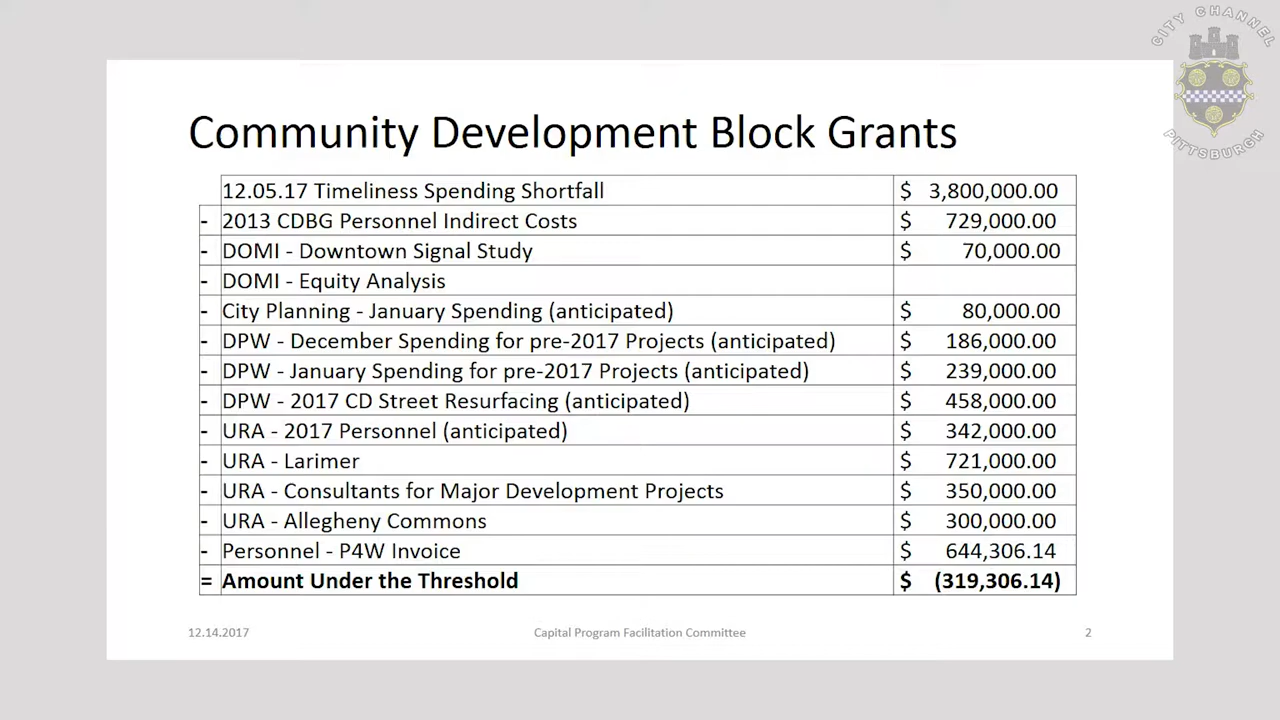 CITY CHANNEL
PITTSBURGH
Community Development Block Grants
12.05.17 Timeliness Spending Shortfall $ 3,800,000.00
- 2013 CDBG Personnel Indirect Costs $ 729,000.00
- DOMI - Downtown Signal Study $ 70,000.00
- DOMI - Equity Analysis
- City Planning - January Spending (anticipated) $ 80,000.00
- DPW - December Spending for pre-2017 Projects (anticipated) $ 186,000.00
- DPW - January Spending for pre-2017 Projects (anticipated) $ 239,000.00
- DPW - 2017 CD Street Resurfacing (anticipated) $ 458,000.00
- URA - 2017 Personnel (anticipated) $ 342,000.00
- URA - Larimer $ 721,000.00
- URA - Consultants for Major Development Projects $ 350,000.00
- URA - Allegheny Commons $ 300,000.00
- Personnel - P4W Invoice $ 644,306.14
= Amount Under the Threshold $ (319,306.14)
12.14.2017 Capital Program Facilitation Committee 2